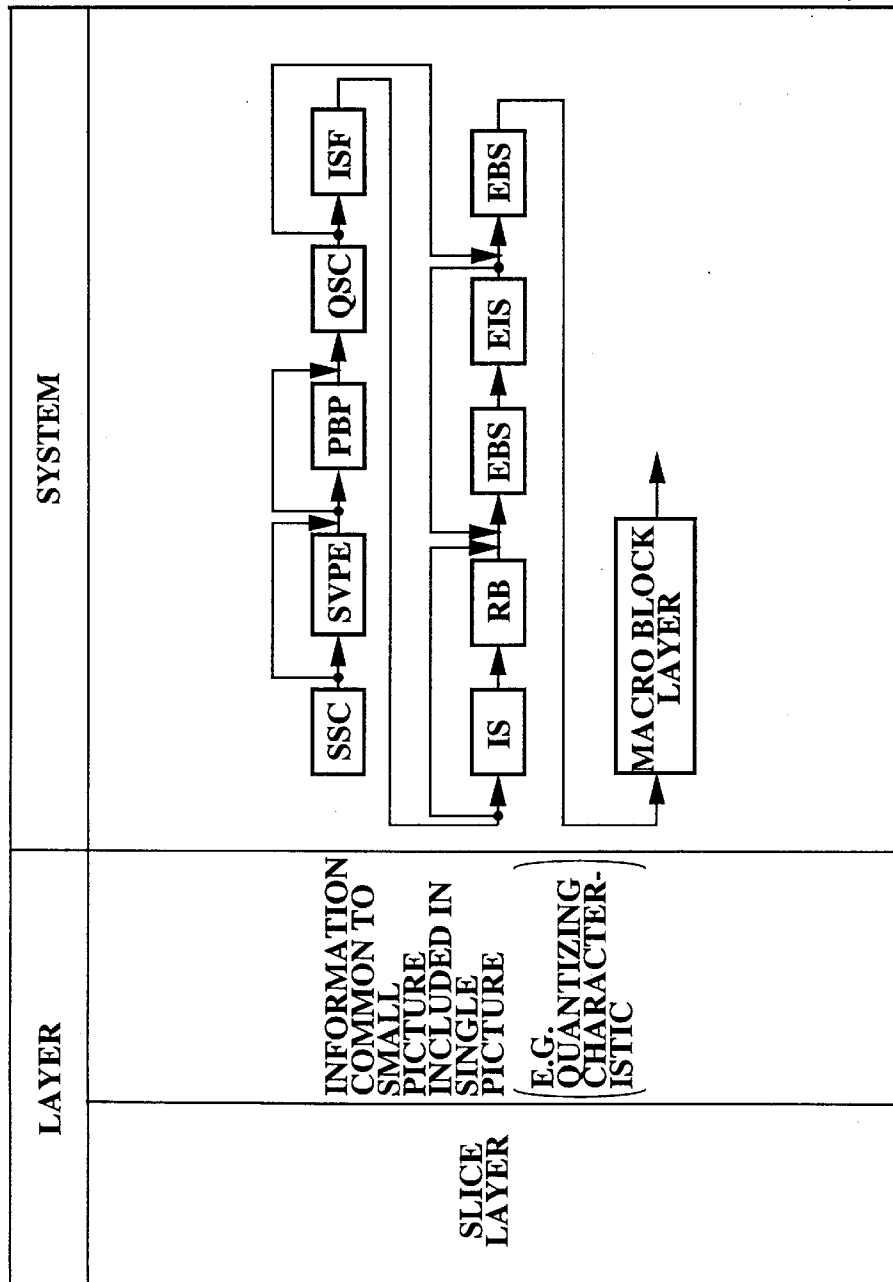 LAYER
SYSTEM
SLICE
LAYER
INFORMATION
COMMON TO
SMALL
PICTURE
INCLUDED IN
SINGLE
PICTURE
E.G.
QUANTIZING
CHARACTER-
ISTIC
SSC
SVPE
PBP
QSC
ISF
IS
RB
EBS
EIS
EBS
MACRO BLOCK
LAYER